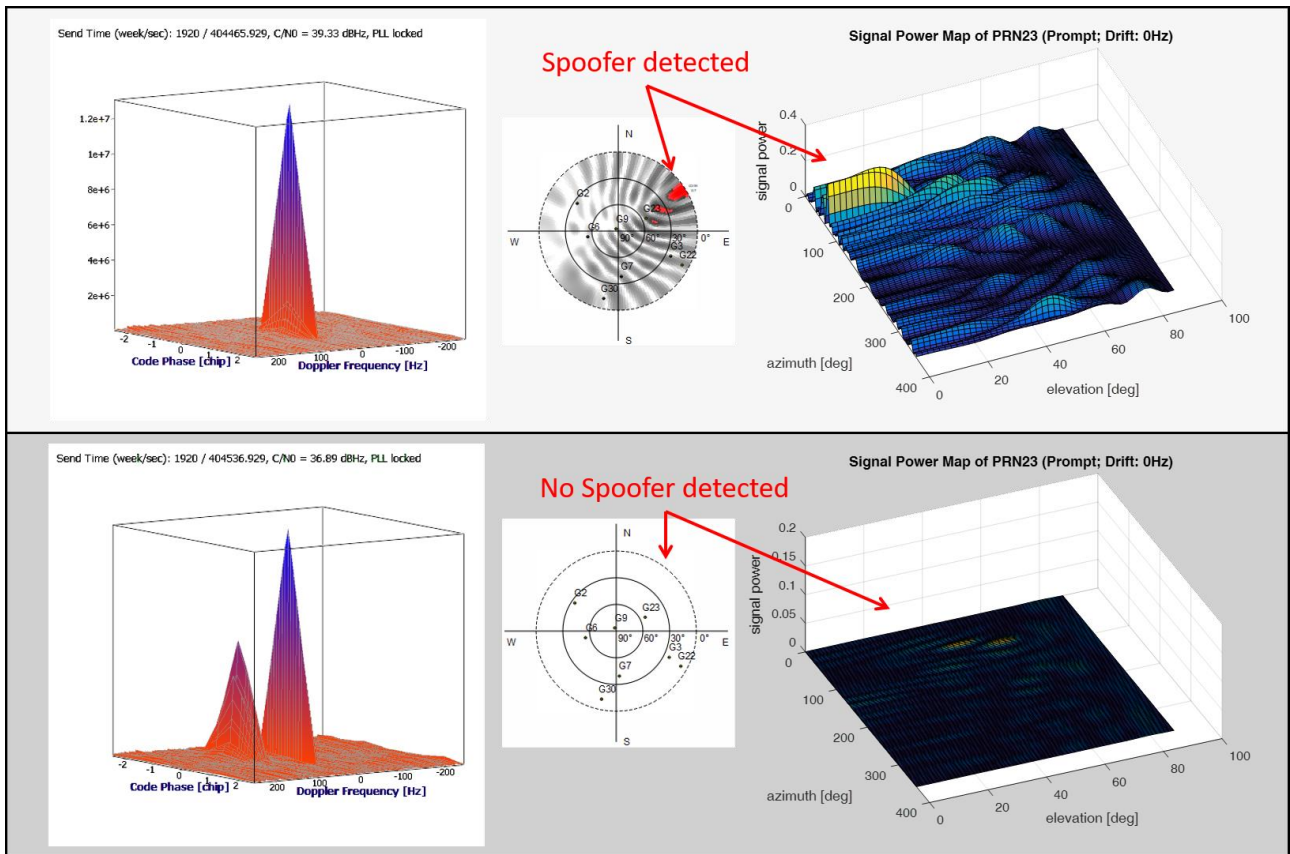 Send Time (week/sec): 1920 / 404465.929, C/N0 = 39.33 dBHz, PLL locked
1.2e+7
1e+7
8e+6
6e+6
4e+6
2e+6
-2
-1
0
1
2
Code Phase [chip]
200
100
0
-100
-200
Doppler Frequency [Hz]
Spoofer detected
N
G2
G23
G9
G6
W
90°
60°
30°
0°
E
G3
G22
G7
G30
S
Signal Power Map of PRN23 (Prompt; Drift: 0Hz)
0.4
0.2
0
signal power
0
100
200
300
400
azimuth [deg]
0
20
40
60
80
100
elevation [deg]
Send Time (week/sec): 1920 / 404536.929, C/N0 = 36.89 dBHz, PLL locked
-2
-1
0
1
2
Code Phase [chip]
200
100
0
-100
-200
Doppler Frequency [Hz]
No Spoofer detected
N
G2
G23
G9
G6
W
90°
60°
30°
0°
E
G3
G22
G7
G30
S
Signal Power Map of PRN23 (Prompt; Drift: 0Hz)
0.2
0.15
0.1
0.05
0
signal power
0
100
200
300
400
azimuth [deg]
0
20
40
60
80
100
elevation [deg]